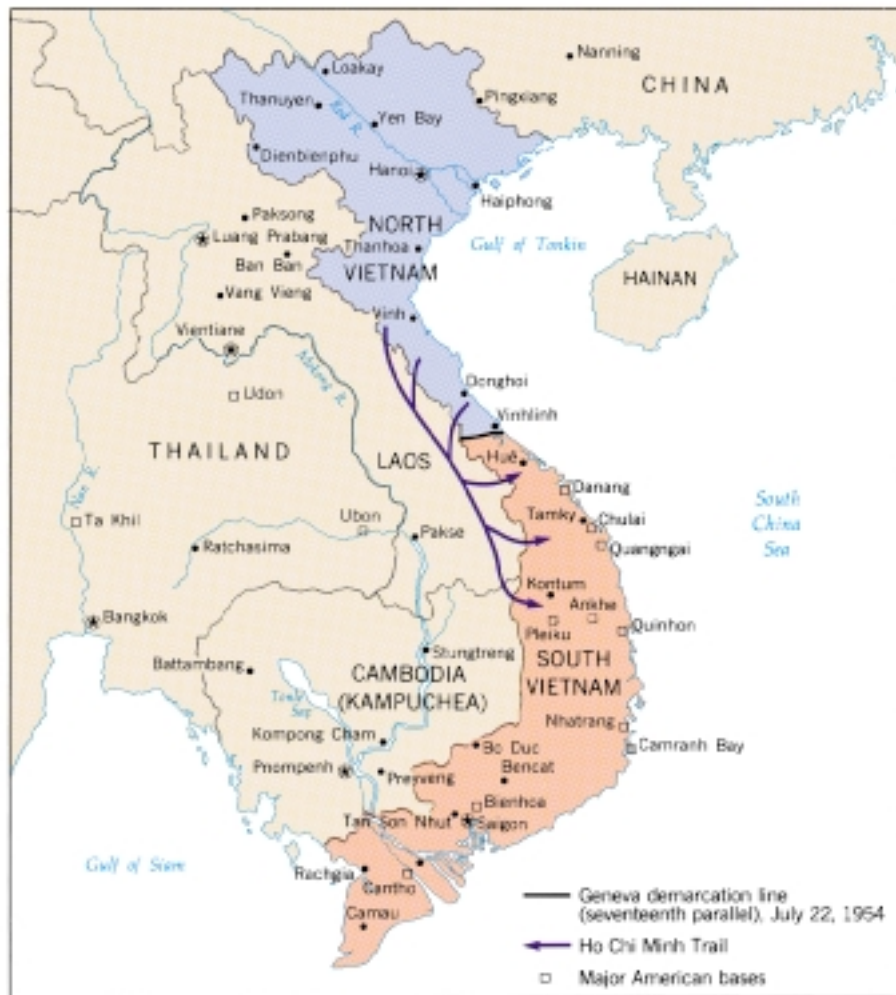 Nanning
CHINA
Loakay
Pingxiang
Thanuyen
Red R.
Yen Bay
Dienbienphu
Hanoi
Haiphong
Paksong
NORTH
VIETNAM
Luang Prabang
Thanhoa
Gulf of Tonkin
Ban Ban
HAINAN
Vang Vieng
Vinh
Vientiane
Mekong R.
Donghoi
Udon
Vinhlinh
THAILAND
LAOS
Hué
Nan R.
Danang
South
China
Sea
Ta Khli
Ubon
Pakse
Tamky
Chulai
Ratchasima
Quangngai
Kontum
Ankhe
Bangkok
Pleiku
Quinhon
Stungtreng
Battambang
CAMBODIA
(KAMPUCHEA)
SOUTH
VIETNAM
Tonle
Sap
Nhatrang
Kompong Cham
Bo Duc
Camranh Bay
Pnompenh
Preyveng
Bencat
Bienhoa
Tan Son Nhut
Saigon
Gulf of Siam
Rachgia
Cantho
Camau
Geneva demarcation line
(seventeenth parallel), July 22, 1954
Ho Chi Minh Trail
Major American bases